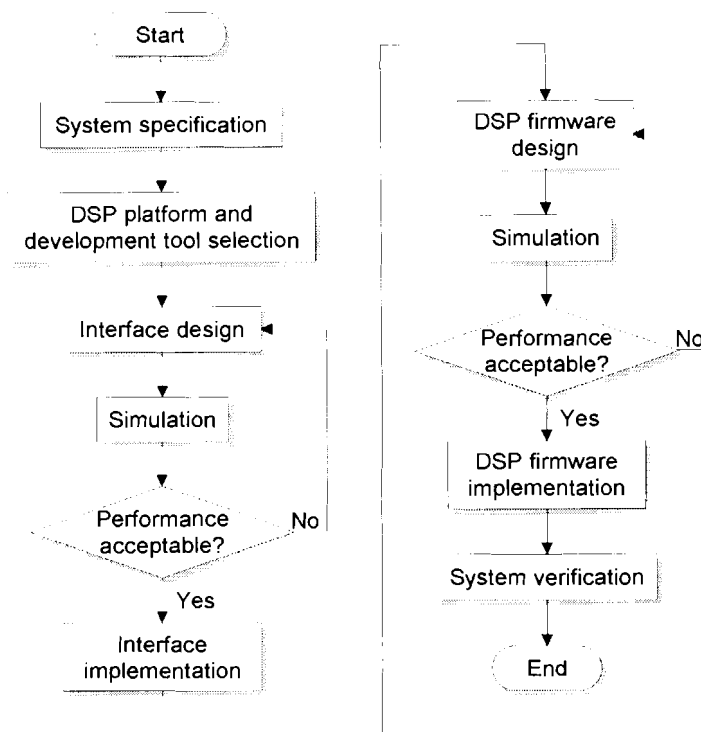 Start
System specification
DSP platform and
development tool selection
Interface design
Simulation
Performance
acceptable?
No
Yes
Interface
implementation
DSP firmware
design
Simulation
Performance
acceptable?
No
Yes
DSP firmware
implementation
System verification
End